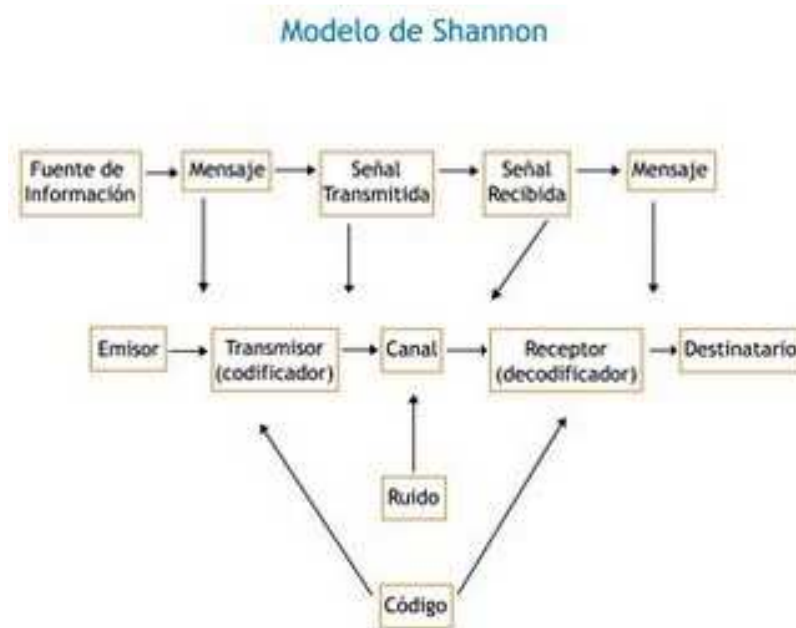 Modelo de Shannon
Fuente de
Información
Mensaje
Señal
Transmitida
Señal
Recibida
Mensaje
Emisor
Transmisor
(codificador)
Canal
Receptor
(decodificador)
Destinatario
Ruido
Código